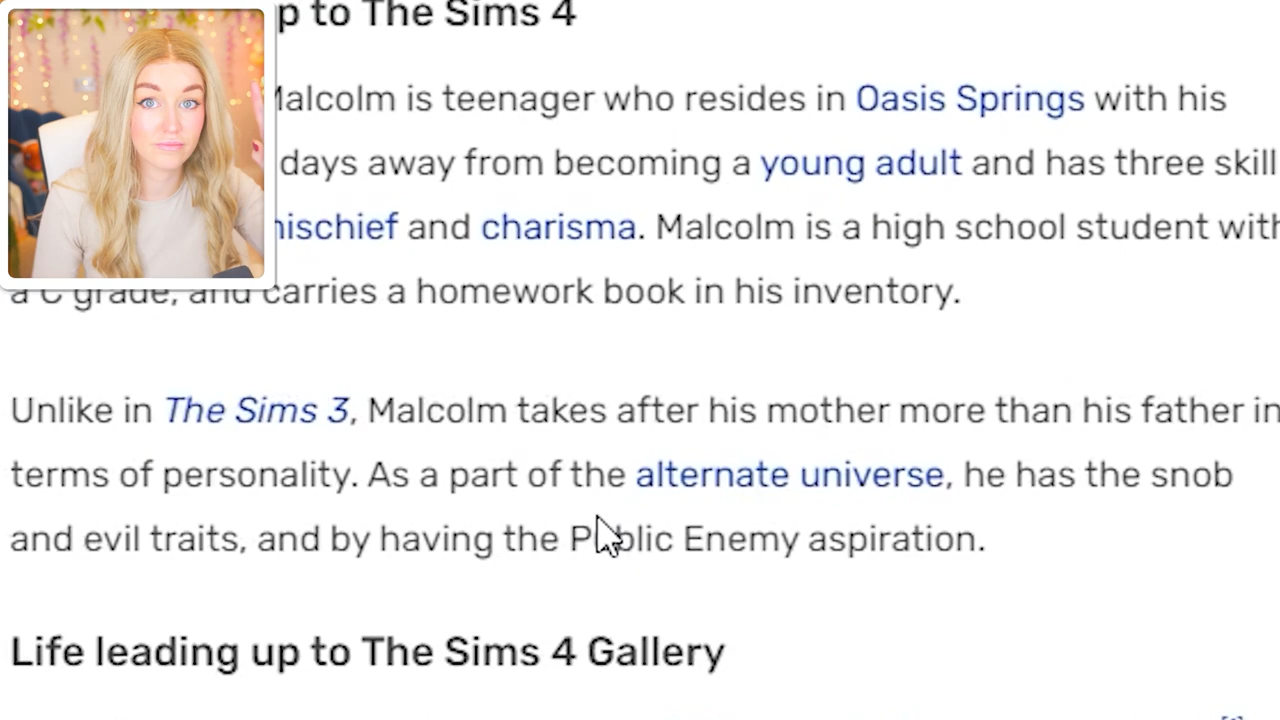 p to The Sims 4
Malcolm is teenager who resides in Oasis Springs with his
days away from becoming a young adult and has three skill
mischief and charisma. Malcolm is a high school student with
a C grade, and carries a homework book in his inventory.
Unlike in The Sims 3, Malcolm takes after his mother more than his father in
terms of personality. As a part of the alternate universe, he has the snob
and evil traits, and by having the Public Enemy aspiration.
Life leading up to The Sims 4 Gallery